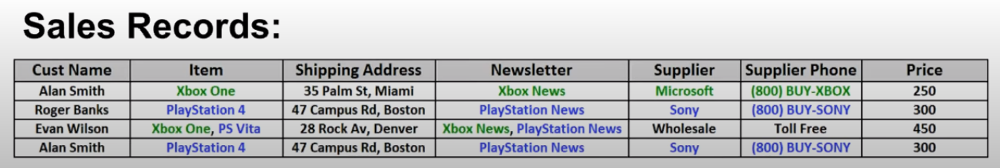 Sales Records:
Cust Name Item Shipping Address Newsletter Supplier Supplier Phone Price
Alan Smith Xbox One 35 Palm St, Miami Xbox News Microsoft (800) BUY-XBOX 250
Roger Banks PlayStation 4 47 Campus Rd, Boston PlayStation News Sony (800) BUY-SONY 300
Evan Wilson Xbox One, PS Vita 28 Rock Av, Denver Xbox News, PlayStation News Wholesale Toll Free 450
Alan Smith PlayStation 4 47 Campus Rd, Boston PlayStation News Sony (800) BUY-SONY 300